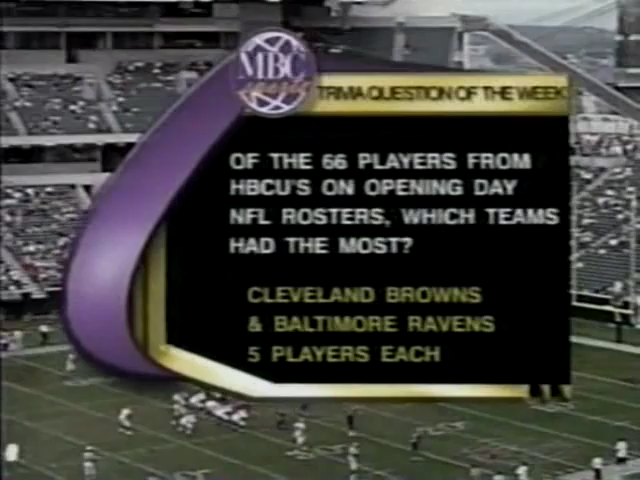 MBC
sports
TRIVIA QUESTION OF THE WEEK
OF THE 66 PLAYERS FROM
HBCU'S ON OPENING DAY
NFL ROSTERS, WHICH TEAMS
HAD THE MOST?
CLEVELAND BROWNS
& BALTIMORE RAVENS
5 PLAYERS EACH